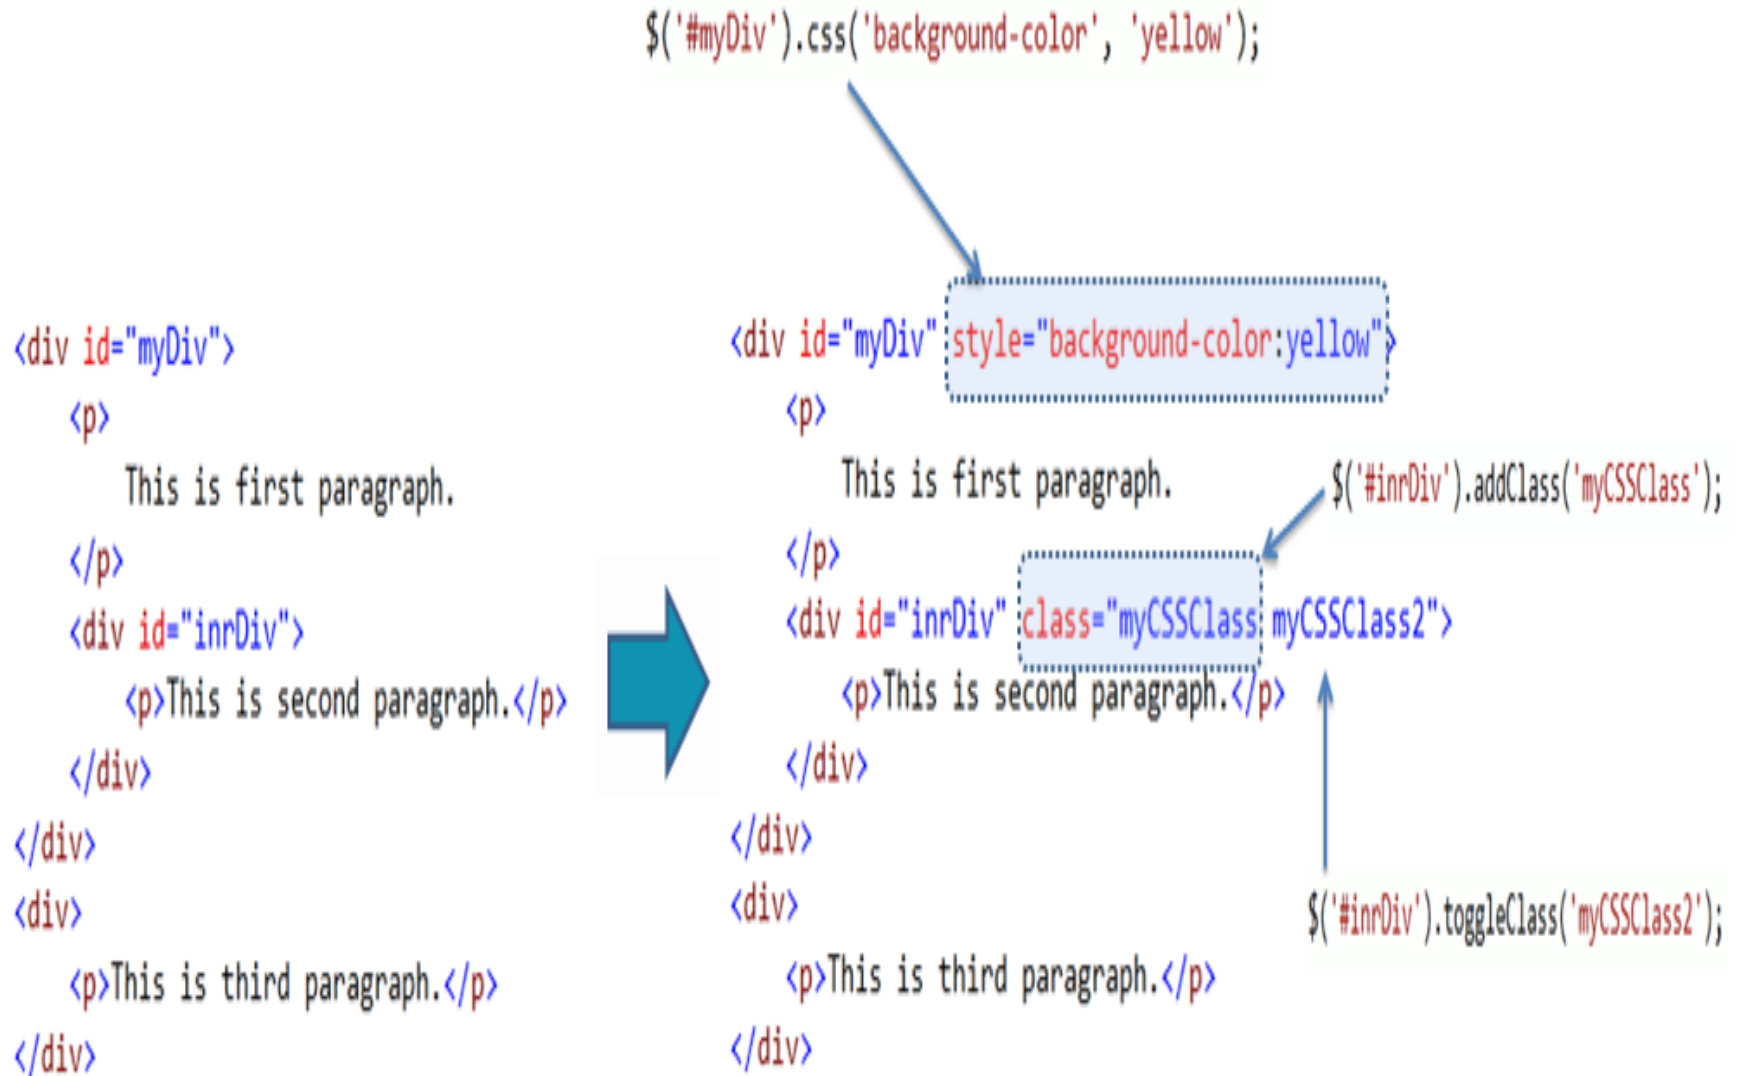 $('#myDiv').css('background-color', 'yellow');
<div id="myDiv">
<p>
This is first paragraph.
</p>
<div id="inrDiv">
<p>This is second paragraph.</p>
</div>
</div>
<div>
<p>This is third paragraph.</p>
</div>
<div id="myDiv" style="background-color:yellow">
<p>
This is first paragraph.
</p>
<div id="inrDiv" class="myCSSClass myCSSClass2">
<p>This is second paragraph.</p>
</div>
</div>
<div>
<p>This is third paragraph.</p>
</div>
$('#inrDiv').addClass('myCSSClass');
$('#inrDiv').toggleClass('myCSSClass2');